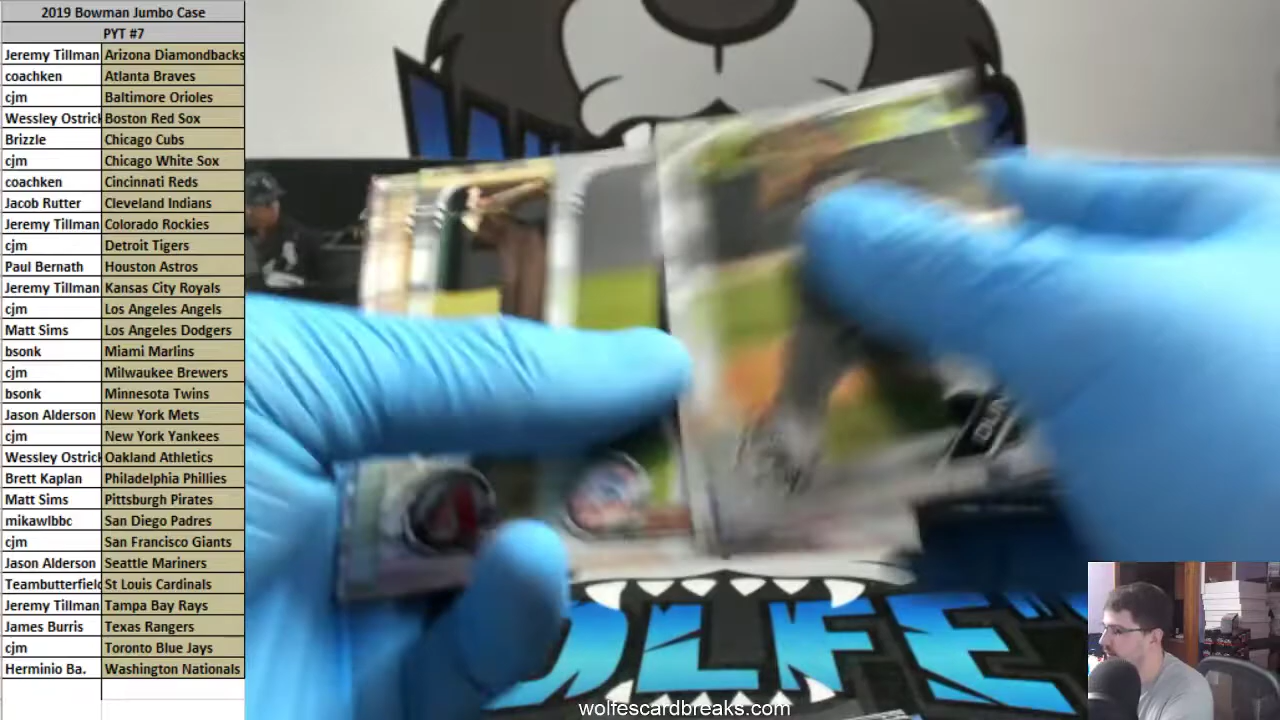 2019 Bowman Jumbo Case
PYT #7
Jeremy Tillman Arizona Diamondbacks
coachken Atlanta Braves
cjm Baltimore Orioles
Wessley Ostrick Boston Red Sox
Brizzle Chicago Cubs
cjm Chicago White Sox
coachken Cincinnati Reds
Jacob Rutter Cleveland Indians
Jeremy Tillman Colorado Rockies
cjm Detroit Tigers
Paul Bernath Houston Astros
Jeremy Tillman Kansas City Royals
cjm Los Angeles Angels
Matt Sims Los Angeles Dodgers
bsonk Miami Marlins
cjm Milwaukee Brewers
bsonk Minnesota Twins
Jason Alderson New York Mets
cjm New York Yankees
Wessley Ostrick Oakland Athletics
Brett Kaplan Philadelphia Phillies
Matt Sims Pittsburgh Pirates
mikawlbbc San Diego Padres
cjm San Francisco Giants
Jason Alderson Seattle Mariners
Teambutterfield St Louis Cardinals
Jeremy Tillman Tampa Bay Rays
James Burris Texas Rangers
cjm Toronto Blue Jays
Herminio Ba. Washington Nationals
OLFE
wolfescardbreaks.com